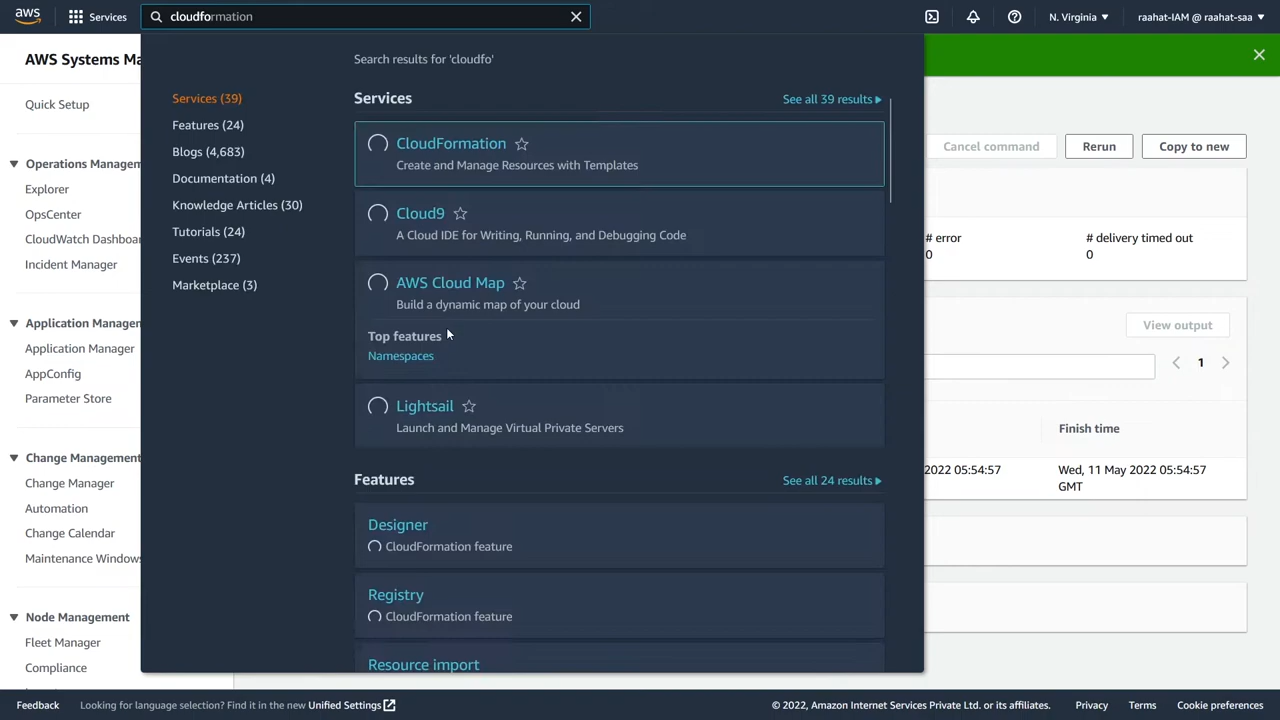 aws
Services
cloudformation
N. Virginia ▼
raahat-IAM @ raahat-saa ▼
AWS Systems Ma
Quick Setup
Operations Managem
Explorer
OpsCenter
CloudWatch Dashboar
Incident Manager
Application Managem
Application Manager
AppConfig
Parameter Store
Change Management
Change Manager
Automation
Change Calendar
Maintenance Windows
Node Management
Fleet Manager
Compliance
Search results for 'cloudfo'
Services (39)
Features (24)
Blogs (4,683)
Documentation (4)
Knowledge Articles (30)
Tutorials (24)
Events (237)
Marketplace (3)
Services
See all 39 results
CloudFormation
Create and Manage Resources with Templates
Cloud9
A Cloud IDE for Writing, Running, and Debugging Code
AWS Cloud Map
Build a dynamic map of your cloud
Top features
Namespaces
Lightsail
Launch and Manage Virtual Private Servers
Features
See all 24 results
Designer
CloudFormation feature
Registry
CloudFormation feature
Resource import
Cancel command
Rerun
Copy to new
# error
0
# delivery timed out
0
View output
1
Finish time
2022 05:54:57
Wed, 11 May 2022 05:54:57
GMT
Feedback
Looking for language selection? Find it in the new Unified Settings
© 2022, Amazon Internet Services Private Ltd. or its affiliates.
Privacy
Terms
Cookie preferences